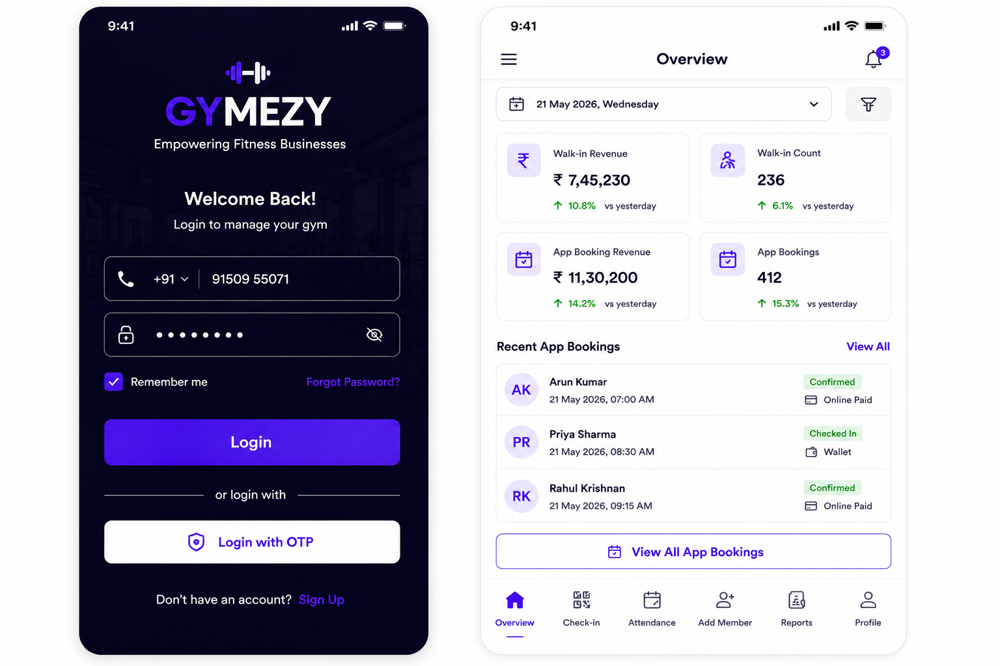 9:41
GYMEZY
Empowering Fitness Businesses
Welcome Back!
Login to manage your gym
+91 91509 55071
Remember me Forgot Password?
Login
or login with
Login with OTP
Don't have an account? Sign Up
9:41
Overview
3
21 May 2026, Wednesday
Walk-in Revenue
₹ 7,45,230
↑ 10.8% vs yesterday
Walk-in Count
236
↑ 6.1% vs yesterday
App Booking Revenue
₹ 11,30,200
↑ 14.2% vs yesterday
App Bookings
412
↑ 15.3% vs yesterday
Recent App Bookings View All
AK
Arun Kumar
21 May 2026, 07:00 AM
Confirmed
Online Paid
PR
Priya Sharma
21 May 2026, 08:30 AM
Checked In
Wallet
RK
Rahul Krishnan
21 May 2026, 09:15 AM
Confirmed
Online Paid
View All App Bookings
Overview Check-in Attendance Add Member Reports Profile